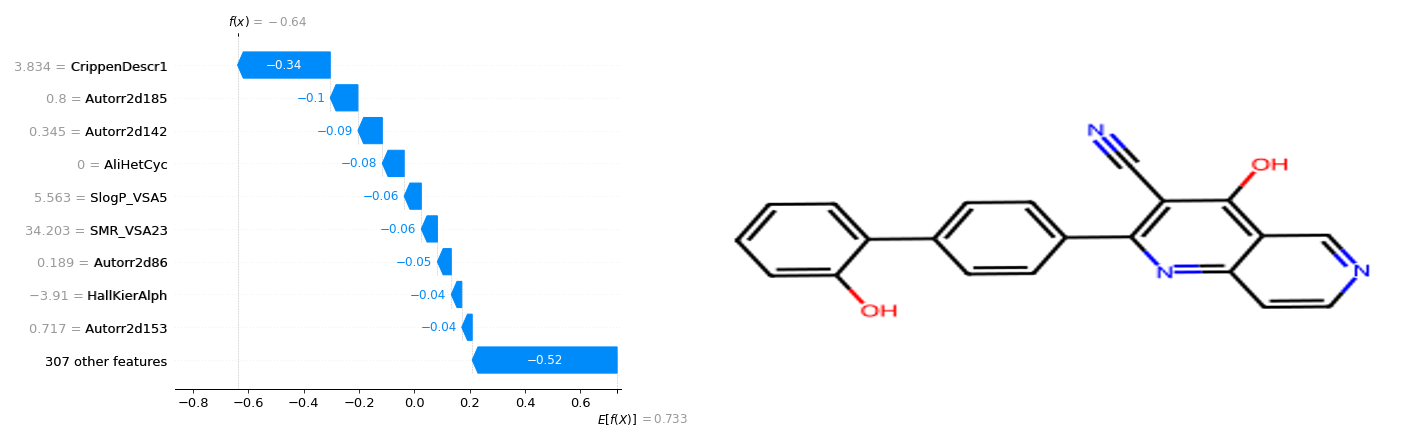 f(x) = −0.64
3.834 = CrippenDescr1
−0.34
0.8 = Autorr2d185
−0.1
0.345 = Autorr2d142
−0.09
0 = AliHetCyc
−0.08
5.563 = SlogP_VSA5
−0.06
34.203 = SMR_VSA23
−0.06
0.189 = Autorr2d86
−0.05
−3.91 = HallKierAlph
−0.04
0.717 = Autorr2d153
−0.04
307 other features
−0.52
−0.8 −0.6 −0.4 −0.2 0.0 0.2 0.4 0.6
E[f(X)] = 0.733
N
OH
N
N
OH